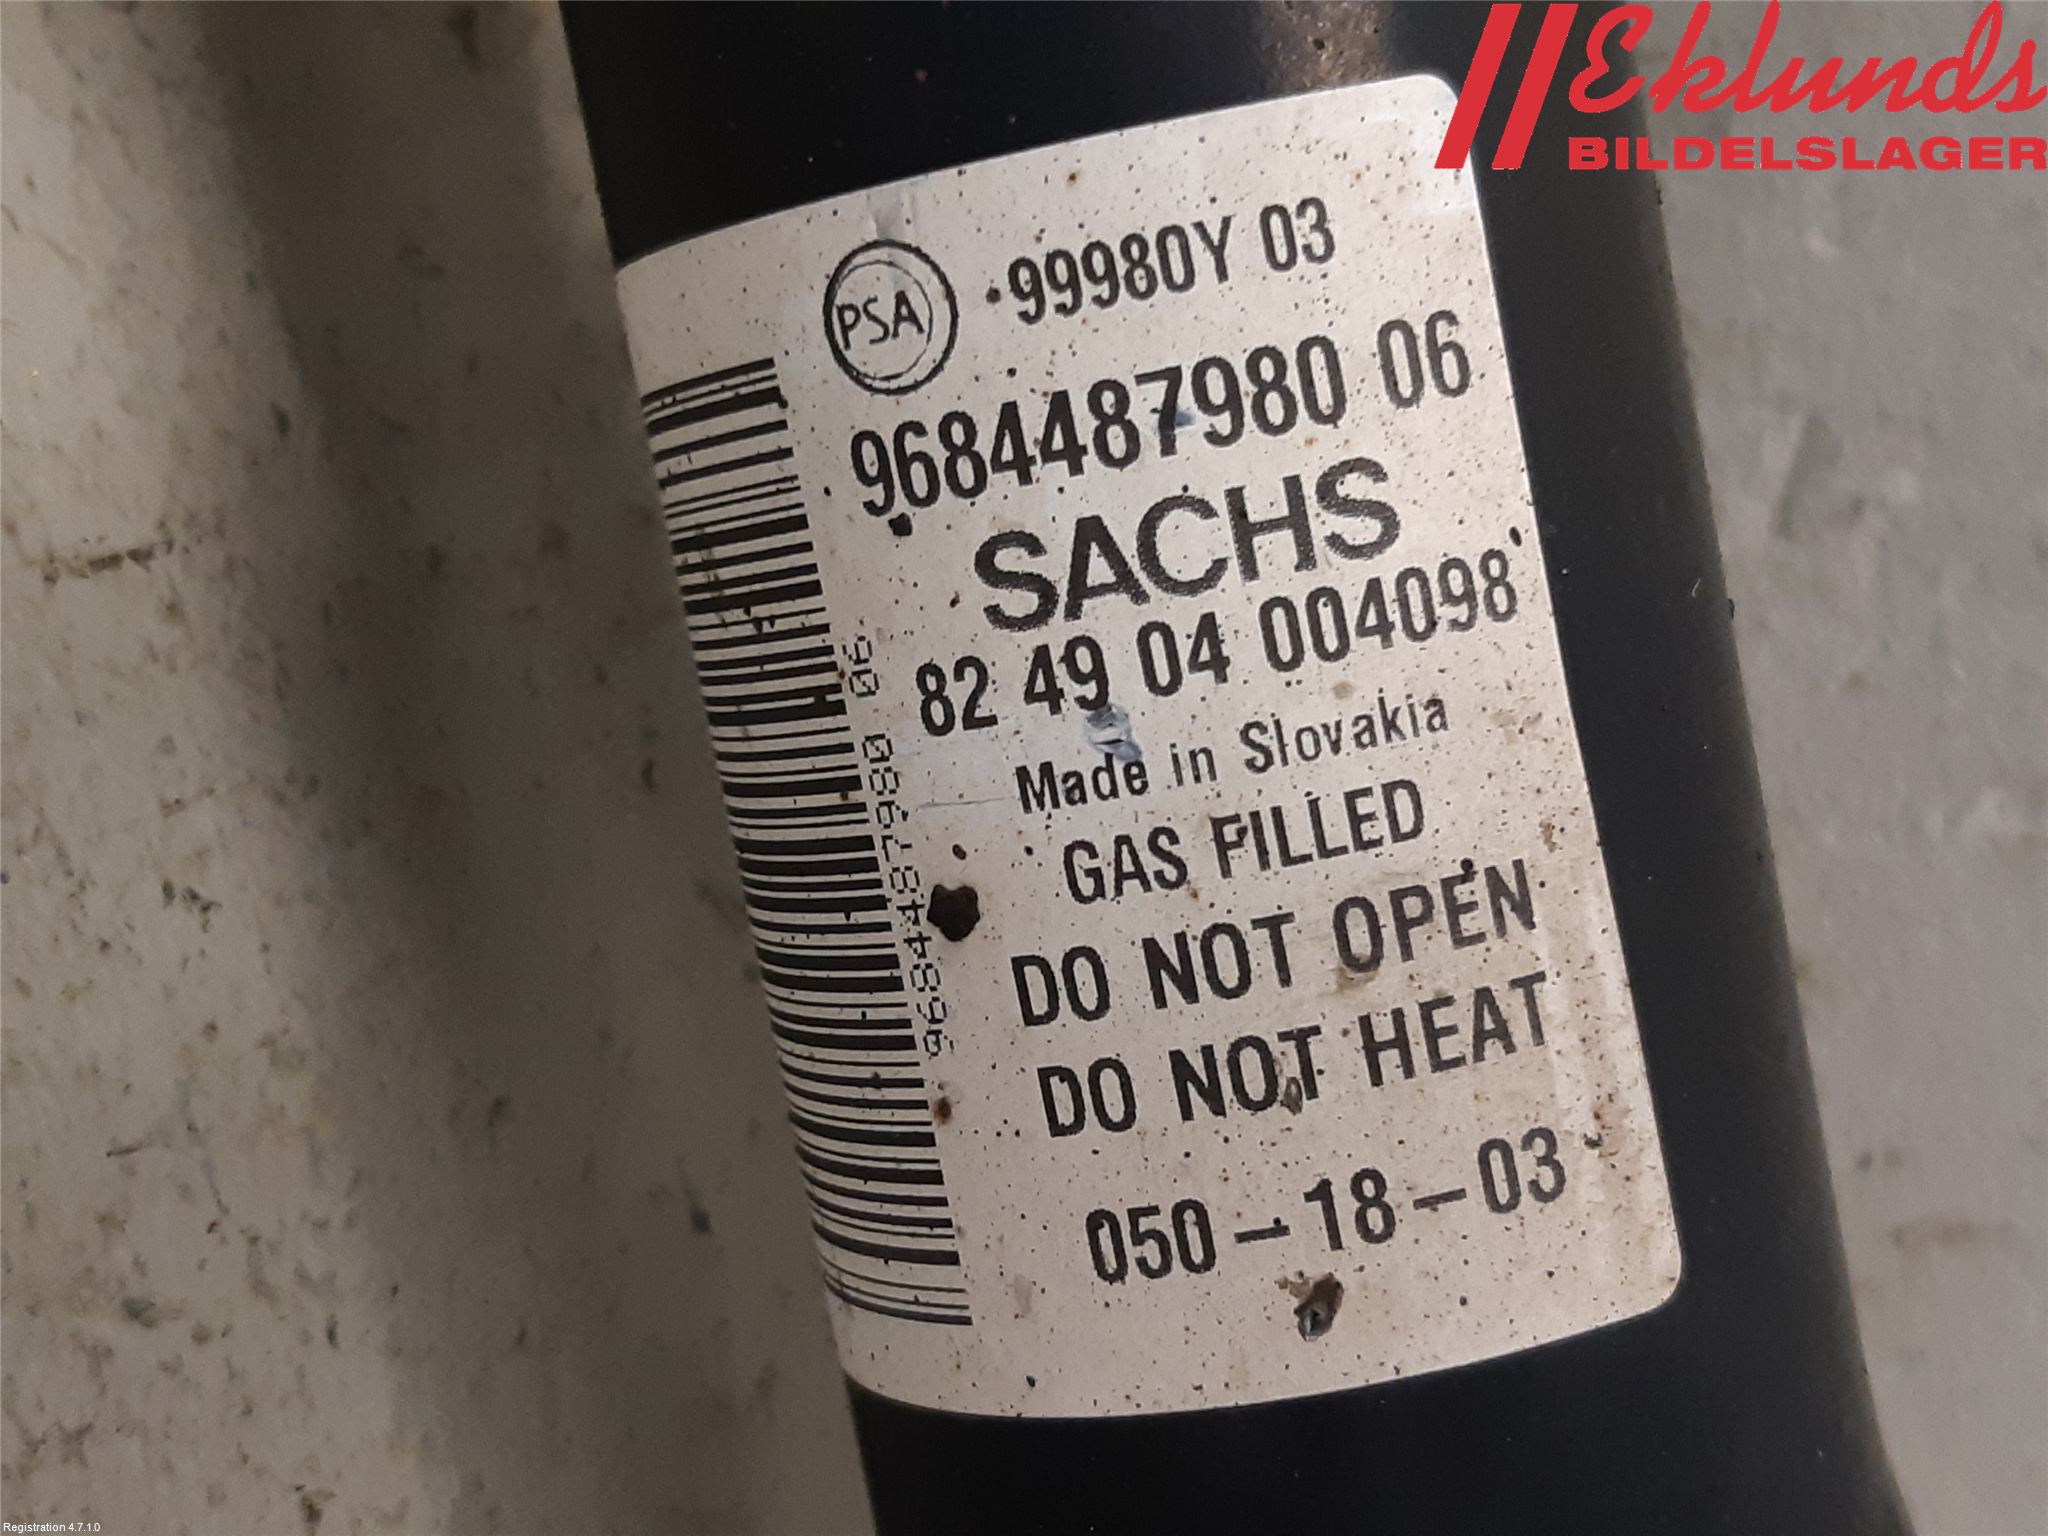 Eklunds
BILDELSLAGER
PSA 99980Y 03
9684487980 06
SACHS
82 49 04 004098
Made in Slovakia
GAS FILLED
DO NOT OPEN
DO NOT HEAT
050-18-03
9684487980 06
Registration 4.7.1.0